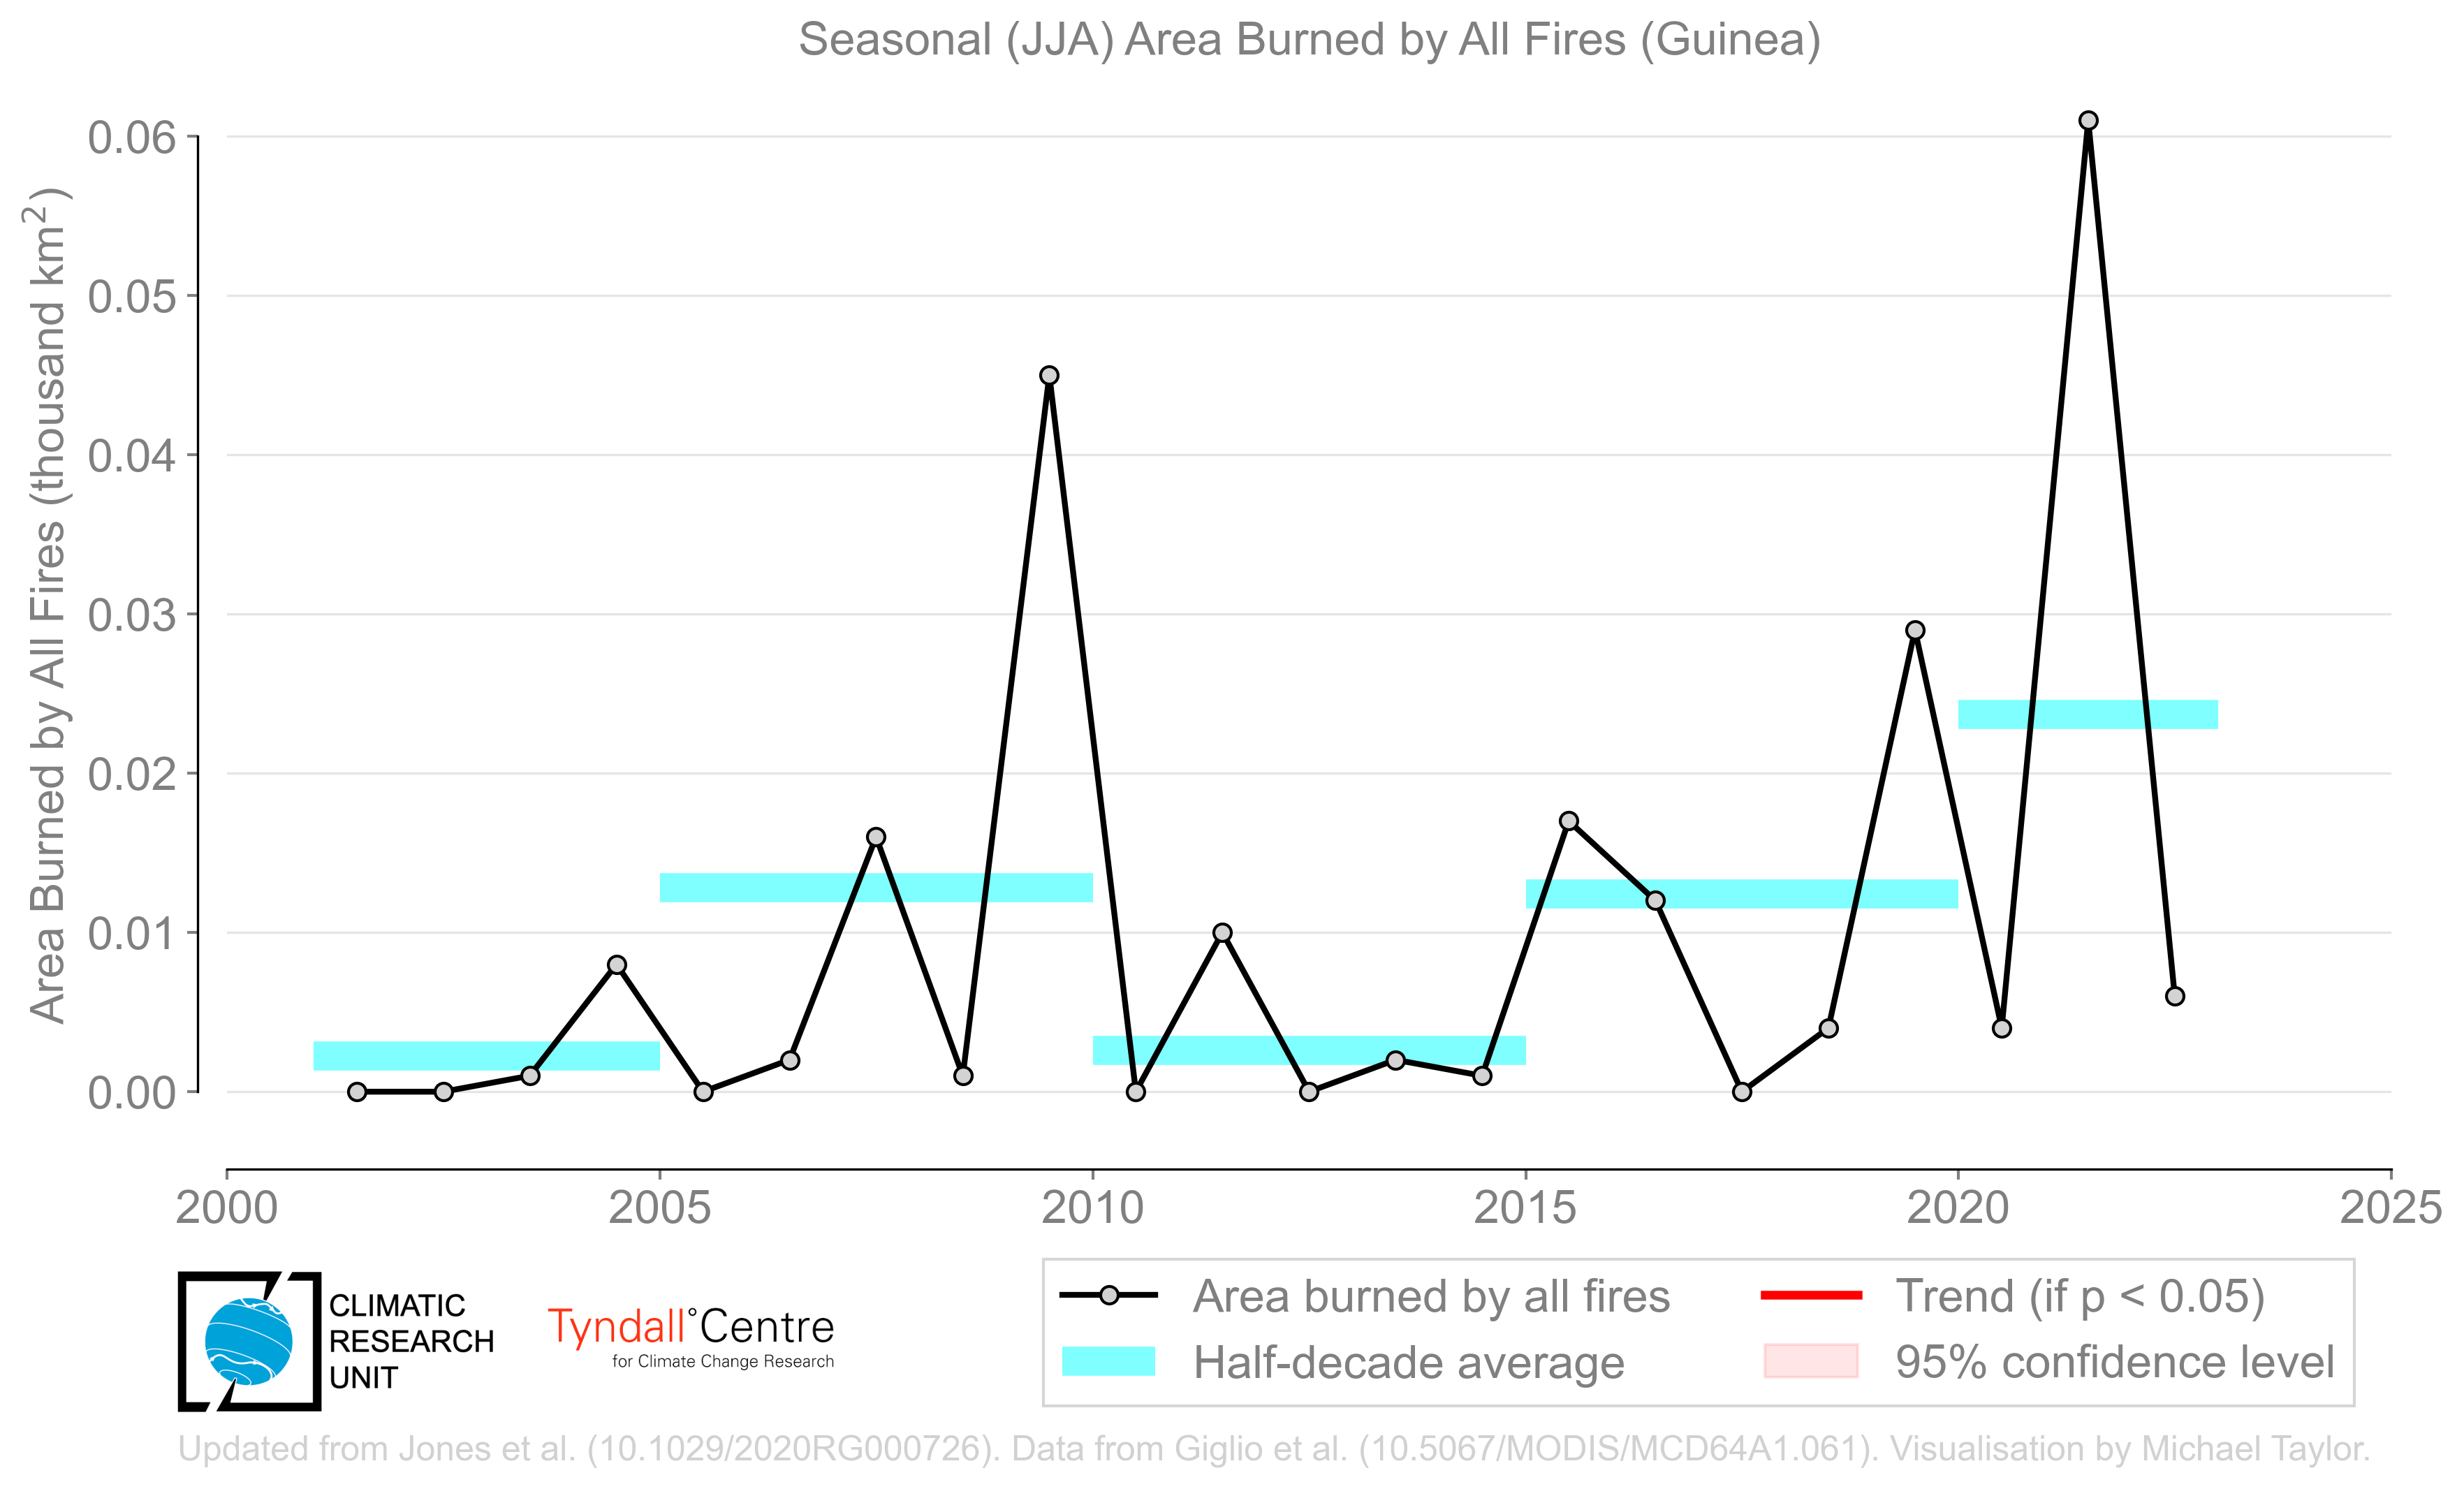 Seasonal (JJA) Area Burned by All Fires (Guinea)
Area Burned by All Fires (thousand km²)
0.06
0.05
0.04
0.03
0.02
0.01
0.00
2000 2005 2010 2015 2020 2025
CLIMATIC
RESEARCH
UNIT
Tyndall°Centre
for Climate Change Research
Area burned by all fires
Half-decade average
Trend (if p < 0.05)
95% confidence level
Updated from Jones et al. (10.1029/2020RG000726). Data from Giglio et al. (10.5067/MODIS/MCD64A1.061). Visualisation by Michael Taylor.